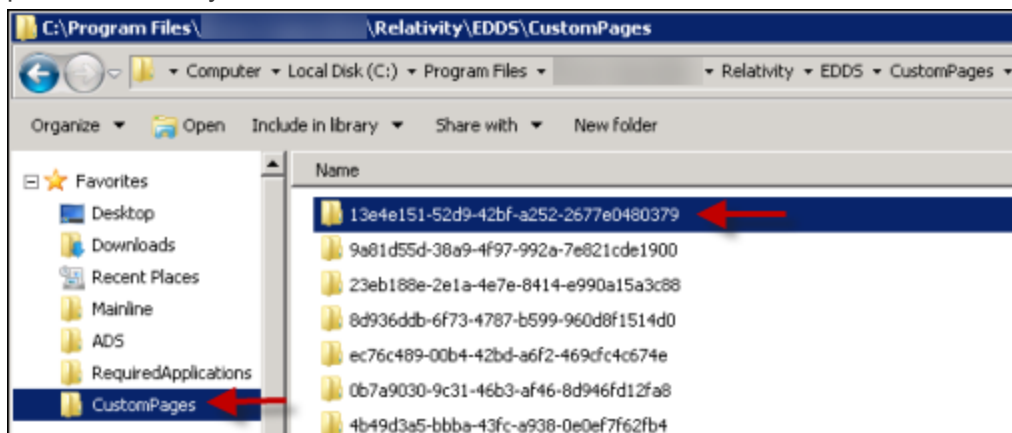 C:\Program Files\ \Relativity\EDDS\CustomPages
Computer Local Disk (C:) Program Files Relativity EDDS CustomPages
Organize Open Include in library Share with New folder
Favorites
Desktop
Downloads
Recent Places
Mainline
ADS
RequiredApplications
CustomPages
Name
13e4e151-52d9-42bf-a252-2677e0480379
9a81d55d-38a9-4f97-992a-7e821cde1900
23eb188e-2e1a-4e7e-8414-e990a15a3c88
8d936ddb-6f73-4787-b599-960d8f1514d0
ec76c489-00b4-42bd-a6f2-469cfc4c674e
0b7a9030-9c31-46b3-af46-8d946fd12fa8
4b49d3a5-bbba-43fc-a938-0e0ef7f62fb4